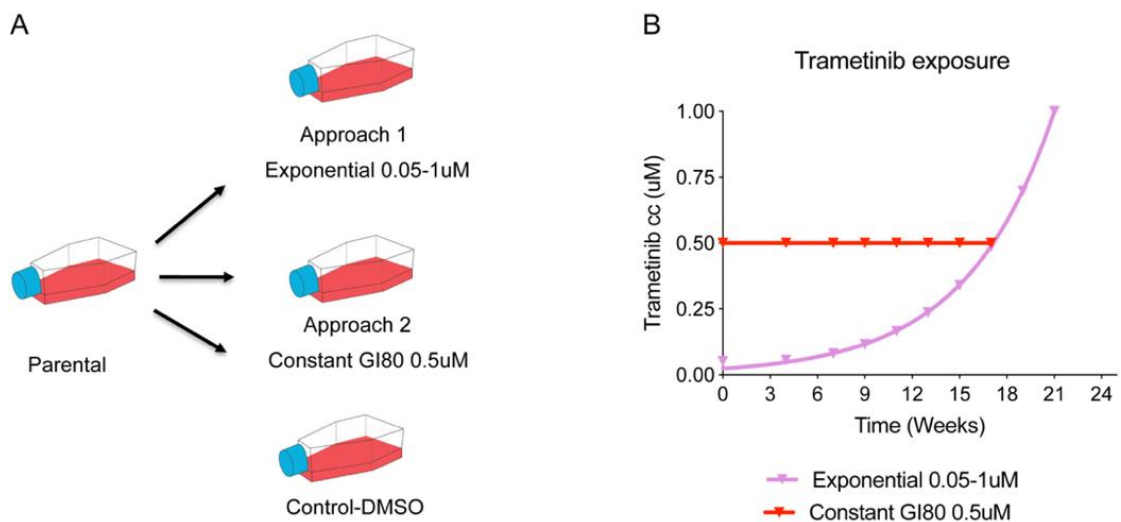 A
Approach 1
Exponential 0.05-1uM
Parental
Approach 2
Constant GI80 0.5uM
Control-DMSO
B
Trametinib exposure
Trametinib cc (uM)
1.00
0.75
0.50
0.25
0.00
0 3 6 9 12 15 18 21 24
Time (Weeks)
Exponential 0.05-1uM
Constant GI80 0.5uM